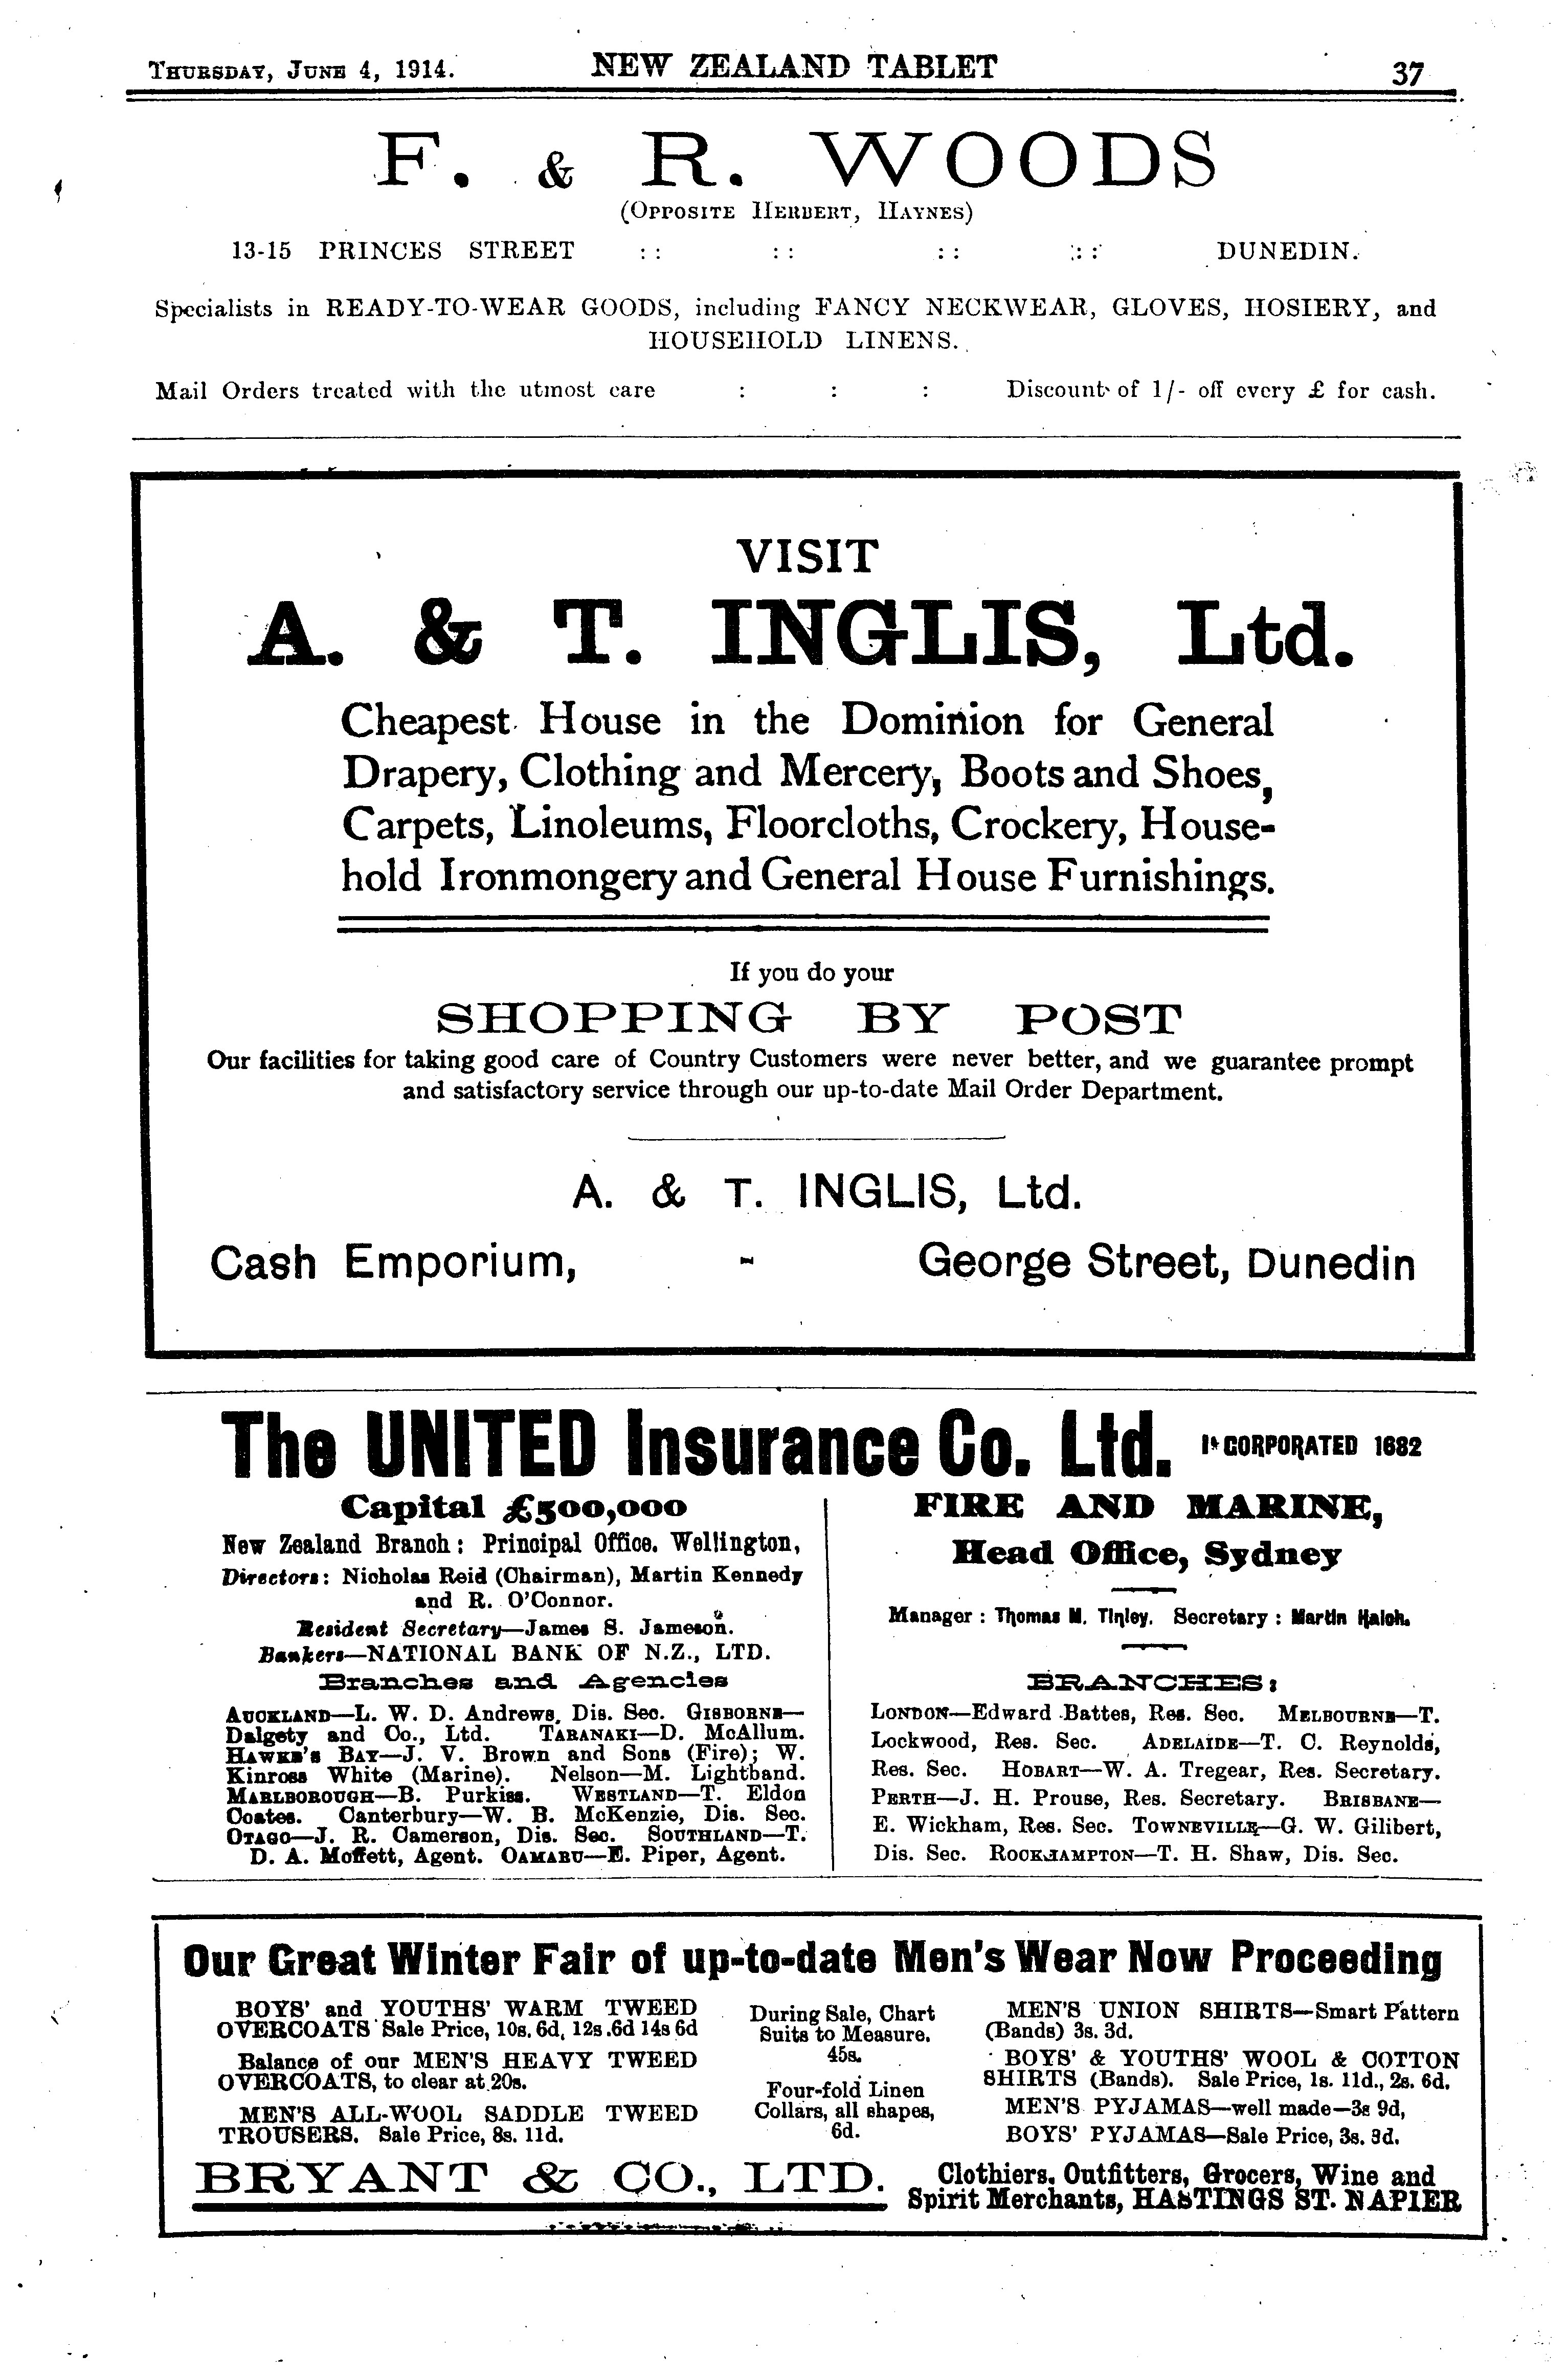 Thursday, June 4, 1914. NEW ZEALAND TABLET 37
F. & R. WOODS
(Opposite Herbert, Haynes)
13-15 PRINCES STREET :: :: :: :: DUNEDIN.
Specialists in READY-TO-WEAR GOODS, including FANCY NECKWEAR, GLOVES, HOSIERY, and
HOUSEHOLD LINENS.
Mail Orders treated with the utmost care : : : Discount of 1/- off every £ for cash.
VISIT
A. & T. INGLIS, Ltd.
Cheapest House in the Dominion for General
Drapery, Clothing and Mercery, Boots and Shoes,
Carpets, Linoleums, Floorcloths, Crockery, House-
hold Ironmongery and General House Furnishings.
If you do your
SHOPPING BY POST
Our facilities for taking good care of Country Customers were never better, and we guarantee prompt
and satisfactory service through our up-to-date Mail Order Department.
A. & T. INGLIS, Ltd.
Cash Emporium, - George Street, Dunedin
The UNITED Insurance Co. Ltd. INCORPORATED 1882
Capital £500,000
New Zealand Branch: Principal Office, Wellington,
Directors: Nicholas Reid (Chairman), Martin Kennedy
and R. O'Connor.
Resident Secretary—James S. Jameson.
Bankers—NATIONAL BANK OF N.Z., LTD.
Branches and Agencies
Auckland—L. W. D. Andrews, Dis. Sec. Gisborne—
Dalgety and Co., Ltd. Taranaki—D. McAllum.
Hawke's Bay—J. V. Brown and Sons (Fire); W.
Kinross White (Marine). Nelson—M. Lightband.
Marlborough—B. Purkiss. Westland—T. Eldon
Coates. Canterbury—W. B. McKenzie, Dis. Sec.
Otago—J. R. Camerson, Dis. Sec. Southland—T.
D. A. Moffett, Agent. Oamaru—E. Piper, Agent.
FIRE AND MARINE,
Head Office, Sydney
Manager: Thomas M. Tinley. Secretary: Martin Haigh.
BRANCHES:
London—Edward Battes, Res. Sec. Melbourne—T.
Lockwood, Res. Sec. Adelaide—T. C. Reynolds,
Res. Sec. Hobart—W. A. Tregear, Res. Secretary.
Perth—J. H. Prouse, Res. Secretary. Brisbane—
E. Wickham, Res. Sec. Towneville—G. W. Gilibert,
Dis. Sec. Rockhampton—T. H. Shaw, Dis. Sec.
Our Great Winter Fair of up-to-date Men's Wear Now Proceeding
BOYS' and YOUTHS' WARM TWEED
OVERCOATS Sale Price, 10s. 6d, 12s.6d 14s 6d
Balance of our MEN'S HEAVY TWEED
OVERCOATS, to clear at 20s.
MEN'S ALL-WOOL SADDLE TWEED
TROUSERS. Sale Price, 8s. 11d.
During Sale, Chart
Suits to Measure.
45s.
Four-fold Linen
Collars, all shapes,
6d.
MEN'S UNION SHIRTS—Smart Pattern
(Bands) 3s. 3d.
BOYS' & YOUTHS' WOOL & COTTON
SHIRTS (Bands). Sale Price, 1s. 11d., 2s. 6d.
MEN'S PYJAMAS—well made—3s 9d,
BOYS' PYJAMAS—Sale Price, 3s. 3d.
BRYANT & CO., LTD.
Clothiers, Outfitters, Grocers, Wine and
Spirit Merchants, HASTINGS ST. NAPIER